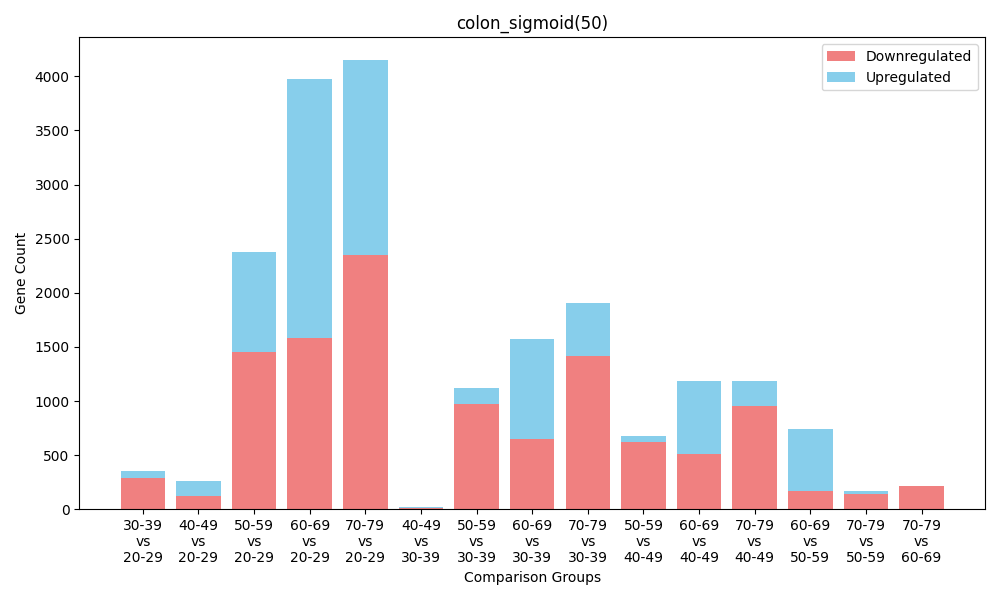 colon_sigmoid(50)
Downregulated
Upregulated
Gene Count
4000
3500
3000
2500
2000
1500
1000
500
0
30-39 40-49 50-59 60-69 70-79 40-49 50-59 60-69 70-79 50-59 60-69 70-79 60-69 70-79 70-79
vs vs vs vs vs vs vs vs vs vs vs vs vs vs vs
20-29 20-29 20-29 20-29 20-29 30-39 30-39 30-39 30-39 40-49 40-49 40-49 50-59 50-59 60-69
Comparison Groups